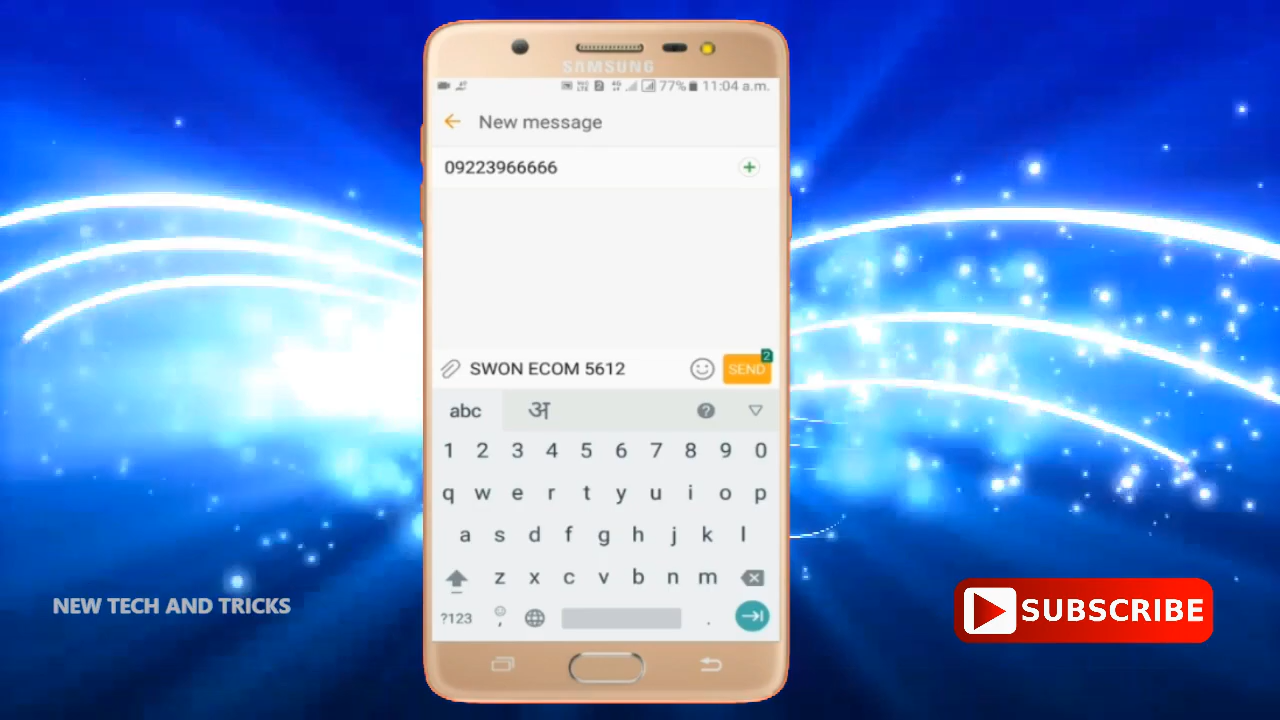 SAMSUNG
77% 11:04 a.m.
New message
09223966666
+
2
SWON ECOM 5612 SEND
abc अ ?
1 2 3 4 5 6 7 8 9 0
q w e r t y u i o p
a s d f g h j k l
z x c v b n m
?123 , .
NEW TECH AND TRICKS
SUBSCRIBE